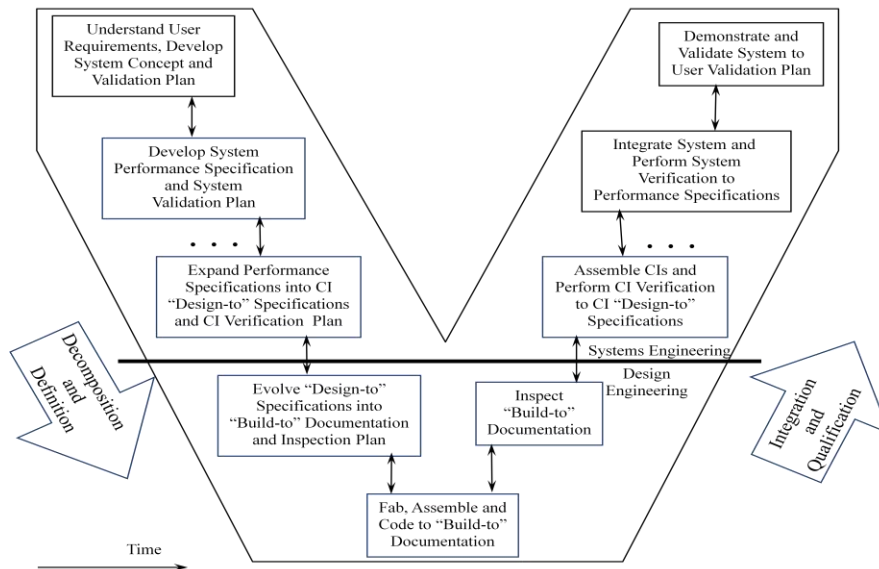 Understand User
Requirements, Develop
System Concept and
Validation Plan
Demonstrate and
Validate System to
User Validation Plan
Develop System
Performance Specification
and System
Validation Plan
Integrate System and
Perform System
Verification to
Performance Specifications
. . .
. . .
Expand Performance
Specifications into CI
“Design-to” Specifications
and CI Verification Plan
Assemble CIs and
Perform CI Verification
to CI “Design-to”
Specifications
Systems Engineering
Design
Engineering
Decomposition
and
Definition
Evolve “Design-to”
Specifications into
“Build-to” Documentation
and Inspection Plan
Inspect
“Build-to”
Documentation
Integration
and
Qualification
Fab, Assemble and
Code to “Build-to”
Documentation
Time